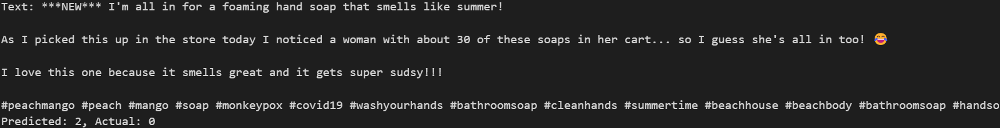 Text: ***NEW*** I'm all in for a foaming hand soap that smells like summer!
As I picked this up in the store today I noticed a woman with about 30 of these soaps in her cart... so I guess she's all in too! 😂
I love this one because it smells great and it gets super sudsy!!!
#peachmango #peach #mango #soap #monkeypox #covid19 #washyourhands #bathroomsoap #cleanhands #summertime #beachhouse #beachbody #bathroomsoap #handso
Predicted: 2, Actual: 0